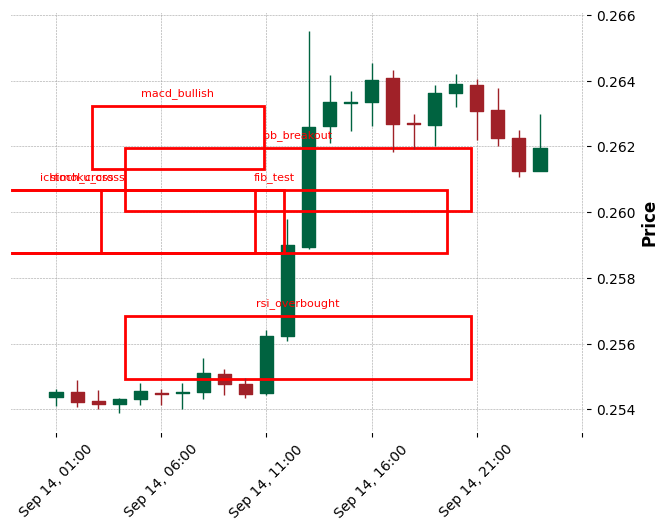 0.266
0.264
macd_bullish
bb_breakout
0.262
fib_test
0.260
Price
0.258
rsi_overbought
0.256
0.254
Sep 14, 01:00
Sep 14, 06:00
Sep 14, 11:00
Sep 14, 16:00
Sep 14, 21:00